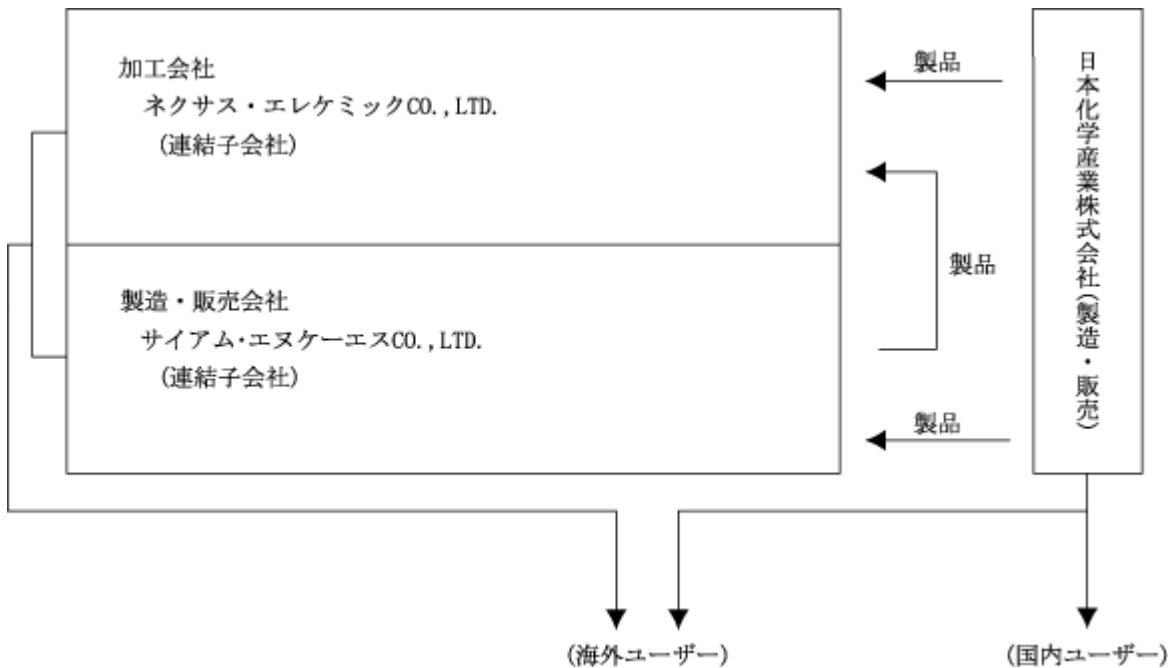 加工会社
ネクサス・エレケミックCO.,LTD.
(連結子会社)
製造・販売会社
サイアム・エヌケーエスCO.,LTD.
(連結子会社)
製品
製品
製品
日本化学産業株式会社(製造・販売)
(海外ユーザー)
(国内ユーザー)